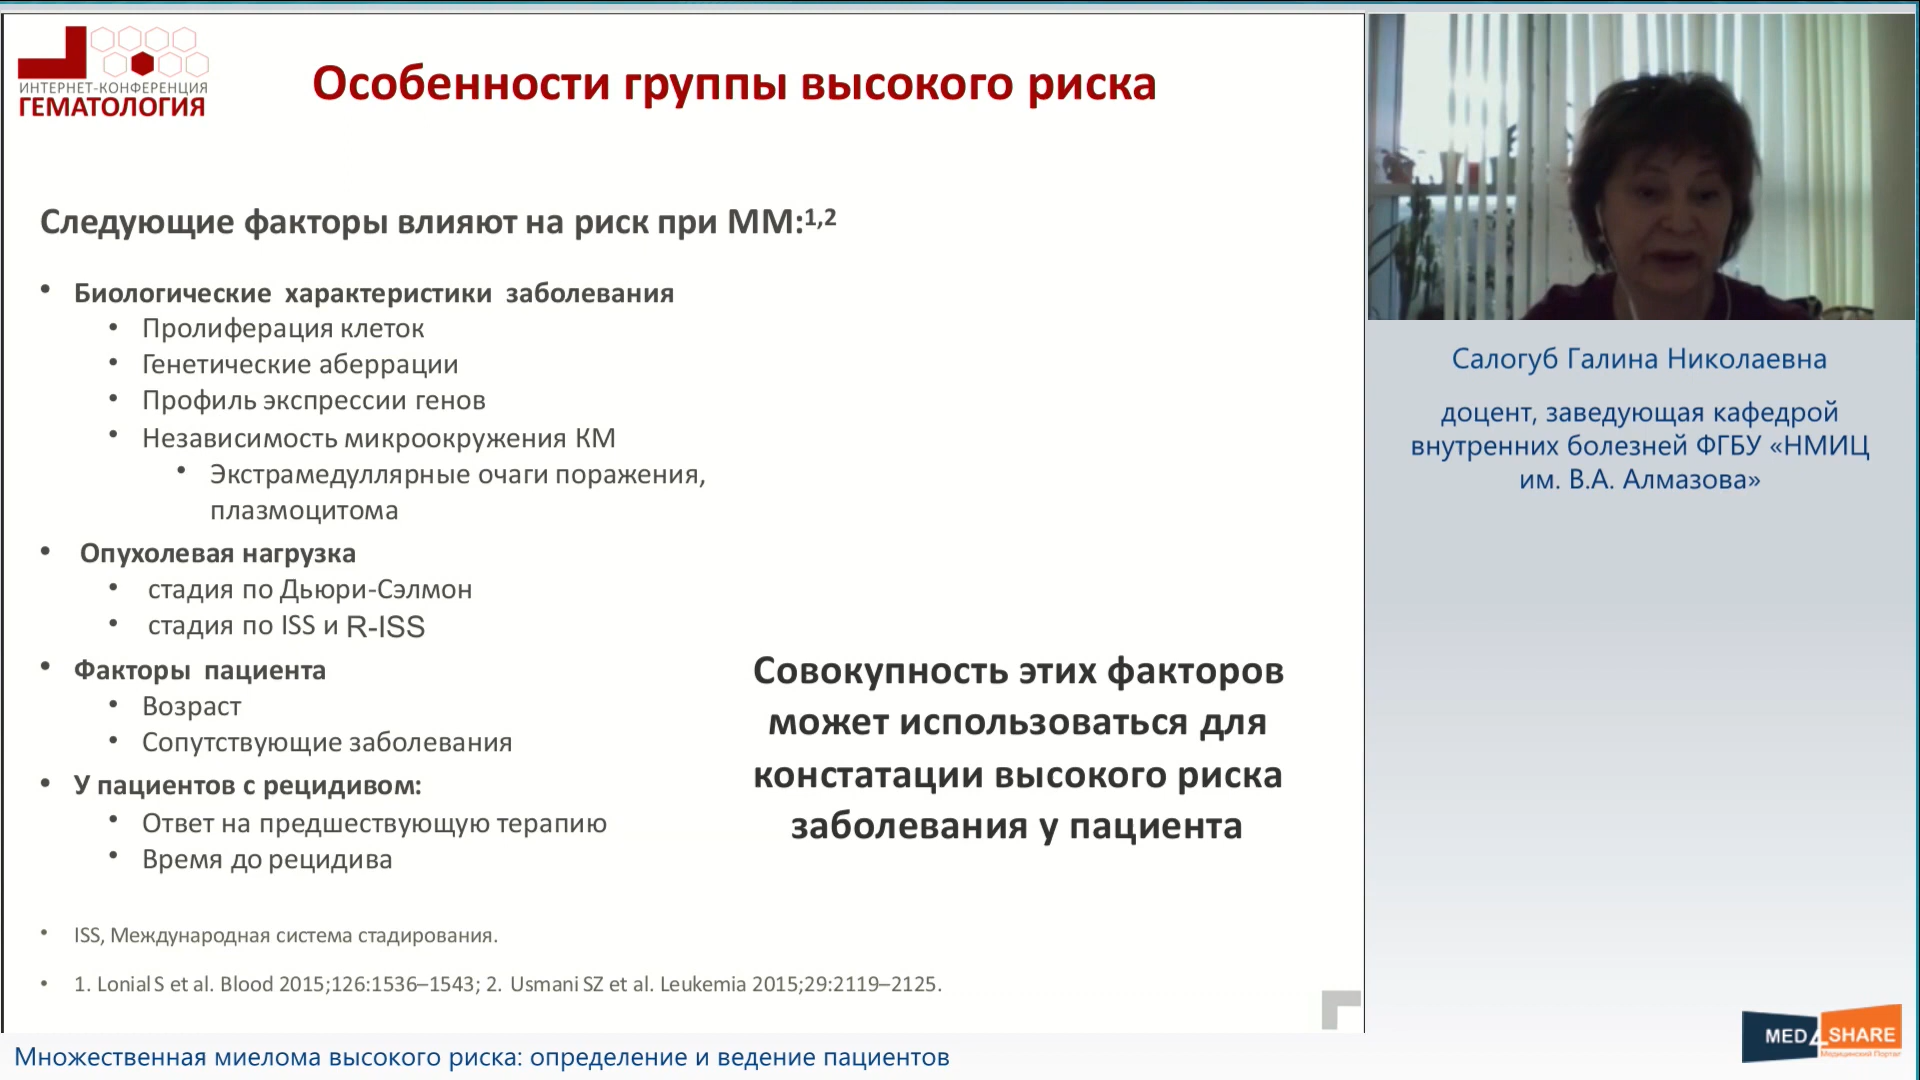 ИНТЕРНЕТ-КОНФЕРЕНЦИЯ
ГЕМАТОЛОГИЯ
Особенности группы высокого риска
Следующие факторы влияют на риск при ММ:1,2
• Биологические характеристики заболевания
• Пролиферация клеток
• Генетические аберрации
• Профиль экспрессии генов
• Независимость микроокружения КМ
• Экстрамедуллярные очаги поражения,
плазмоцитома
• Опухолевая нагрузка
• стадия по Дьюри-Сэлмон
• стадия по ISS и R-ISS
• Факторы пациента
• Возраст
• Сопутствующие заболевания
• У пациентов с рецидивом:
• Ответ на предшествующую терапию
• Время до рецидива
Совокупность этих факторов
может использоваться для
констатации высокого риска
заболевания у пациента
• ISS, Международная система стадирования.
• 1. Lonial S et al. Blood 2015;126:1536–1543; 2. Usmani SZ et al. Leukemia 2015;29:2119–2125.
Салогуб Галина Николаевна
доцент, заведующая кафедрой
внутренних болезней ФГБУ «НМИЦ
им. В.А. Алмазова»
Множественная миелома высокого риска: определение и ведение пациентов
MED4SHARE
Медицинский Портал